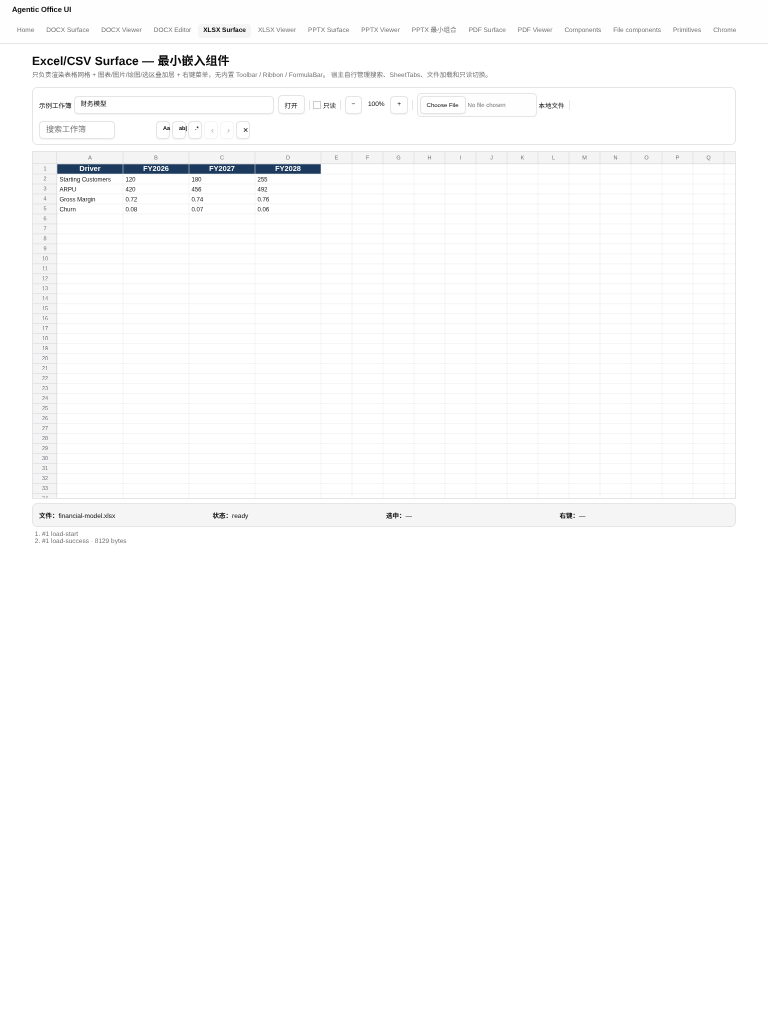 Agentic Office UI
Home DOCX Surface DOCX Viewer DOCX Editor XLSX Surface XLSX Viewer PPTX Surface PPTX Viewer PPTX 最小组合 PDF Surface PDF Viewer Components File components Primitives Chrome
Excel/CSV Surface — 最小嵌入组件
只负责渲染表格网格 + 图表/图片/绘图/选区叠加层 + 右键菜单，无内置 Toolbar / Ribbon / FormulaBar。 宿主自行管理搜索、SheetTabs、文件加载和只读切换。
示例工作簿 财务模型 打开 只读 − 100% + Choose File No file chosen 本地文件
搜索工作簿 Aa ab| .* ‹ › ✕
A B C D E F G H I J K L M N O P Q
1 Driver FY2026 FY2027 FY2028
2 Starting Customers 120 180 255
3 ARPU 420 456 492
4 Gross Margin 0.72 0.74 0.76
5 Churn 0.08 0.07 0.06
6
7
8
9
10
11
12
13
14
15
16
17
18
19
20
21
22
23
24
25
26
27
28
29
30
31
32
33
文件: financial-model.xlsx 状态: ready 选中: — 右键: —
1. #1 load-start
2. #1 load-success · 8129 bytes